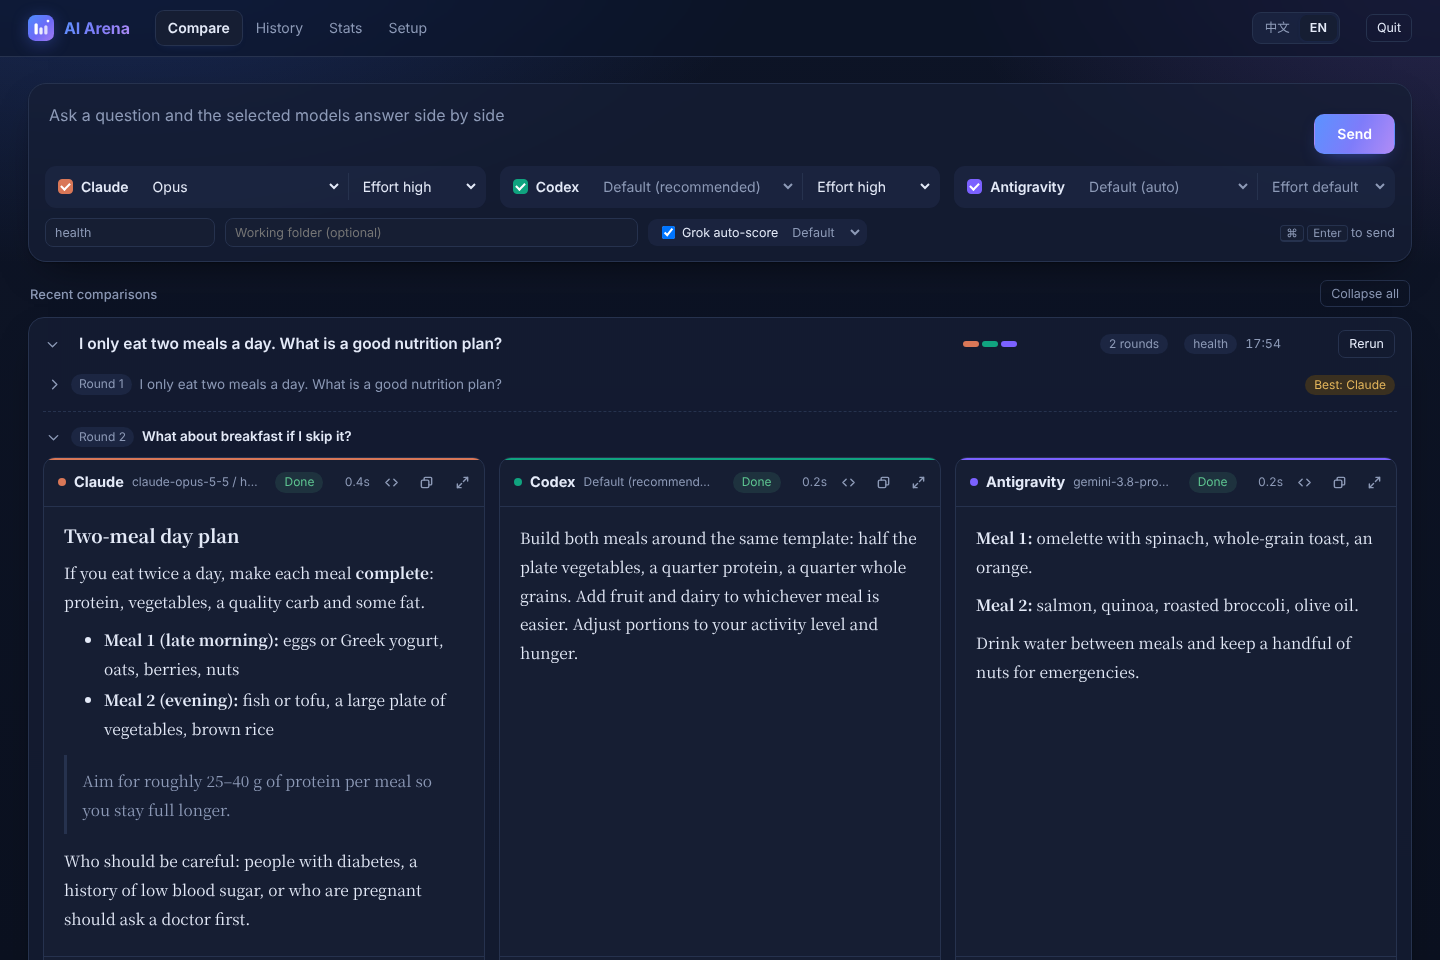 AI Arena
Compare
History
Stats
Setup
中文
EN
Quit
Ask a question and the selected models answer side by side
Send
Claude
Opus
Effort high
Codex
Default (recommended)
Effort high
Antigravity
Default (auto)
Effort default
health
Working folder (optional)
Grok auto-score
Default
⌘ Enter to send
Recent comparisons
Collapse all
I only eat two meals a day. What is a good nutrition plan?
2 rounds
health
17:54
Rerun
Round 1
I only eat two meals a day. What is a good nutrition plan?
Best: Claude
Round 2
What about breakfast if I skip it?
Claude
claude-opus-5-5 / h...
Done
0.4s
Codex
Default (recommend...
Done
0.2s
Antigravity
gemini-3.8-pro...
Done
0.2s
Two-meal day plan
If you eat twice a day, make each meal complete:
protein, vegetables, a quality carb and some fat.
• Meal 1 (late morning): eggs or Greek yogurt,
oats, berries, nuts
• Meal 2 (evening): fish or tofu, a large plate of
vegetables, brown rice
Aim for roughly 25–40 g of protein per meal so
you stay full longer.
Who should be careful: people with diabetes, a
history of low blood sugar, or who are pregnant
should ask a doctor first.
Build both meals around the same template: half the
plate vegetables, a quarter protein, a quarter whole
grains. Add fruit and dairy to whichever meal is
easier. Adjust portions to your activity level and
hunger.
Meal 1: omelette with spinach, whole-grain toast, an
orange.
Meal 2: salmon, quinoa, roasted broccoli, olive oil.
Drink water between meals and keep a handful of
nuts for emergencies.